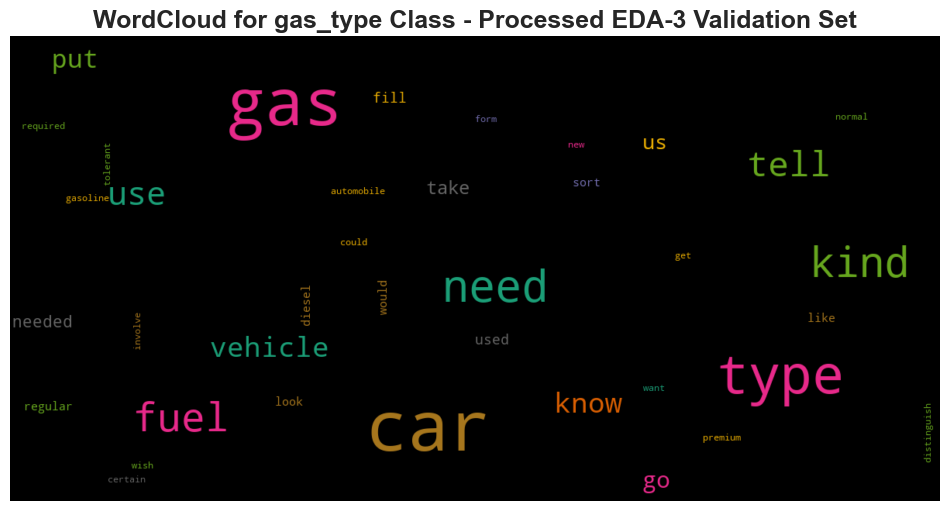 WordCloud for gas_type Class - Processed EDA-3 Validation Set
put
gas
fill
form
normal
required
new
us
tolerant
tell
sort
use
automobile
take
gasoline
could
get
kind
need
diesel
would
needed
involve
like
used
vehicle
type
want
look
know
regular
fuel
car
distinguish
premium
wish
certain
go